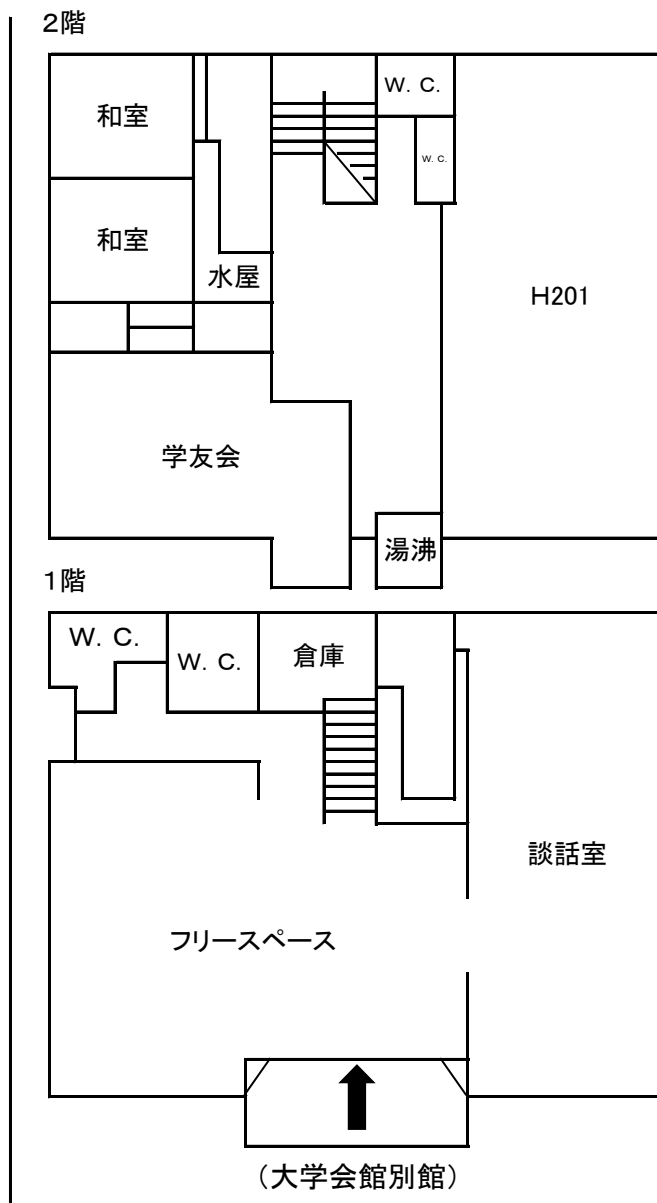 ２階
和室
W. C.
W. C.
和室
水屋
H201
学友会
湯沸
１階
W. C.
W. C.
倉庫
談話室
フリースペース
（大学会館別館）